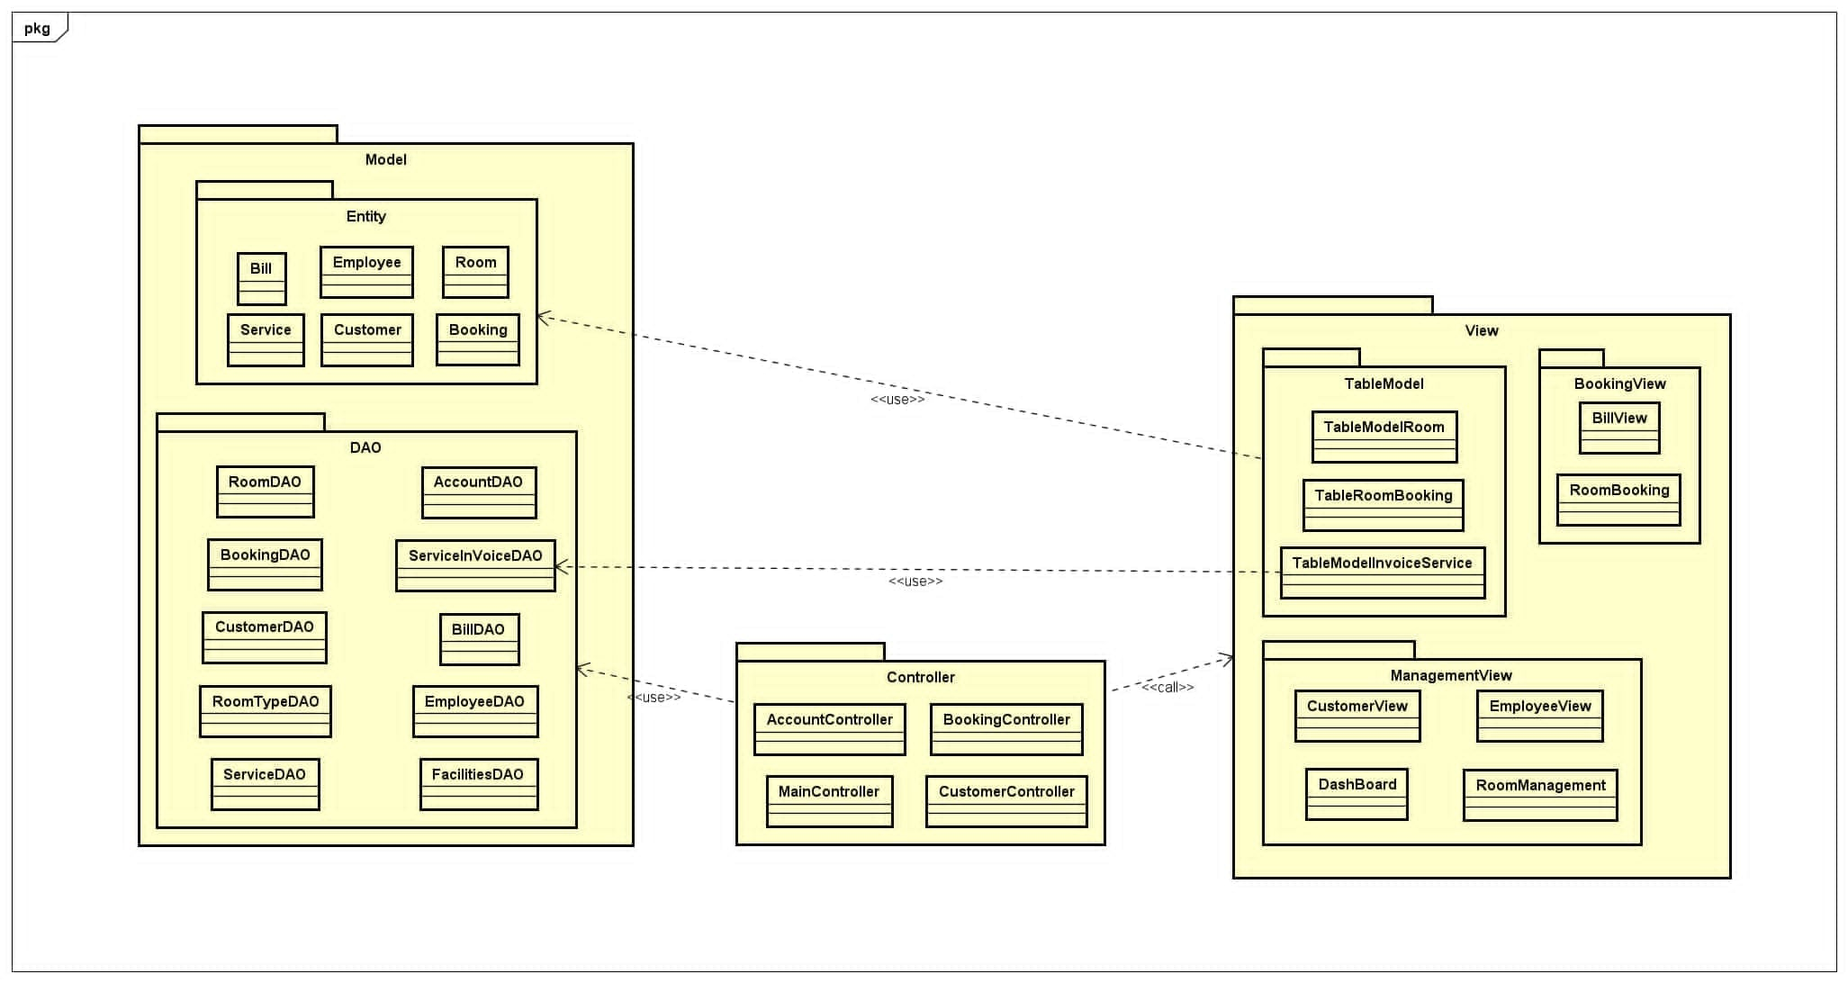 pkg
Model
Entity
Bill
Employee
Room
Service
Customer
Booking
DAO
RoomDAO
AccountDAO
BookingDAO
ServiceInVoiceDAO
CustomerDAO
BillDAO
RoomTypeDAO
EmployeeDAO
ServiceDAO
FacilitiesDAO
<<use>>
<<use>>
<<use>>
Controller
AccountController
BookingController
MainController
CustomerController
<<call>>
View
TableModel
TableModelRoom
TableRoomBooking
TableModelInvoiceService
BookingView
BillView
RoomBooking
ManagementView
CustomerView
EmployeeView
DashBoard
RoomManagement